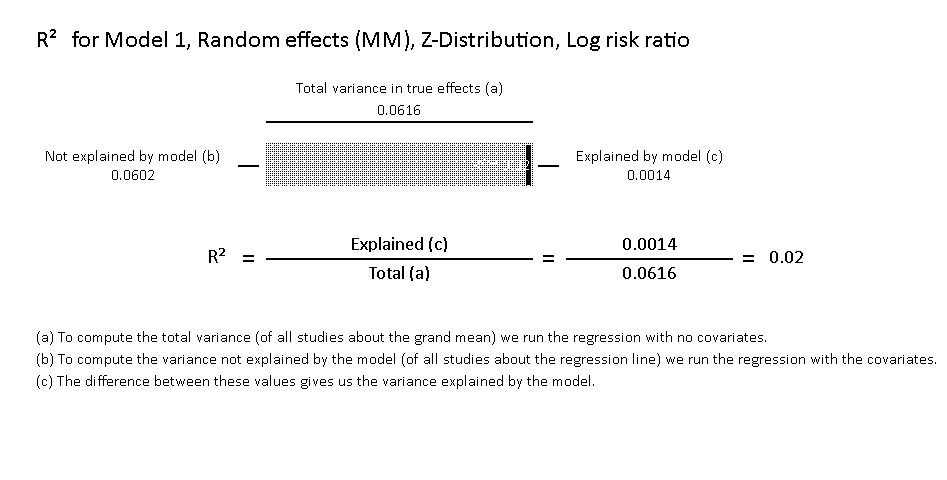 R² for Model 1, Random effects (MM), Z-Distribution, Log risk ratio
Total variance in true effects (a)
0.0616
Not explained by model (b)
0.0602
Explained by model (c)
0.0014
R² = Explained (c) / Total (a) = 0.0014 / 0.0616 = 0.02
(a) To compute the total variance (of all studies about the grand mean) we run the regression with no covariates.
(b) To compute the variance not explained by the model (of all studies about the regression line) we run the regression with the covariates.
(c) The difference between these values gives us the variance explained by the model.